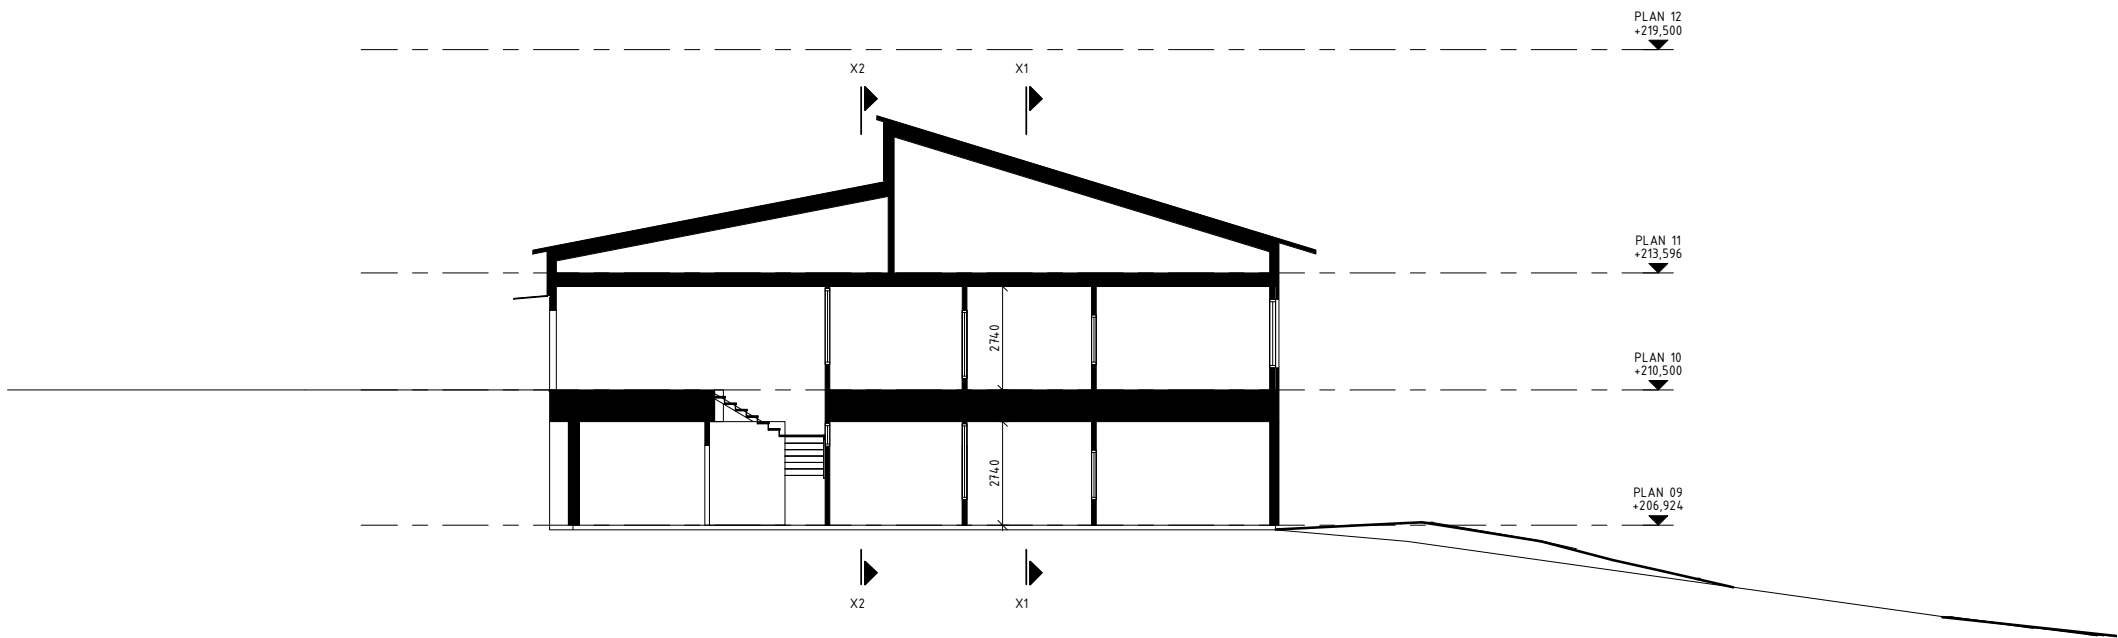 PLAN 12
+219,500
X2
X1
PLAN 11
+213,596
2740
PLAN 10
+210,500
2740
PLAN 09
+206,924
X2
X1